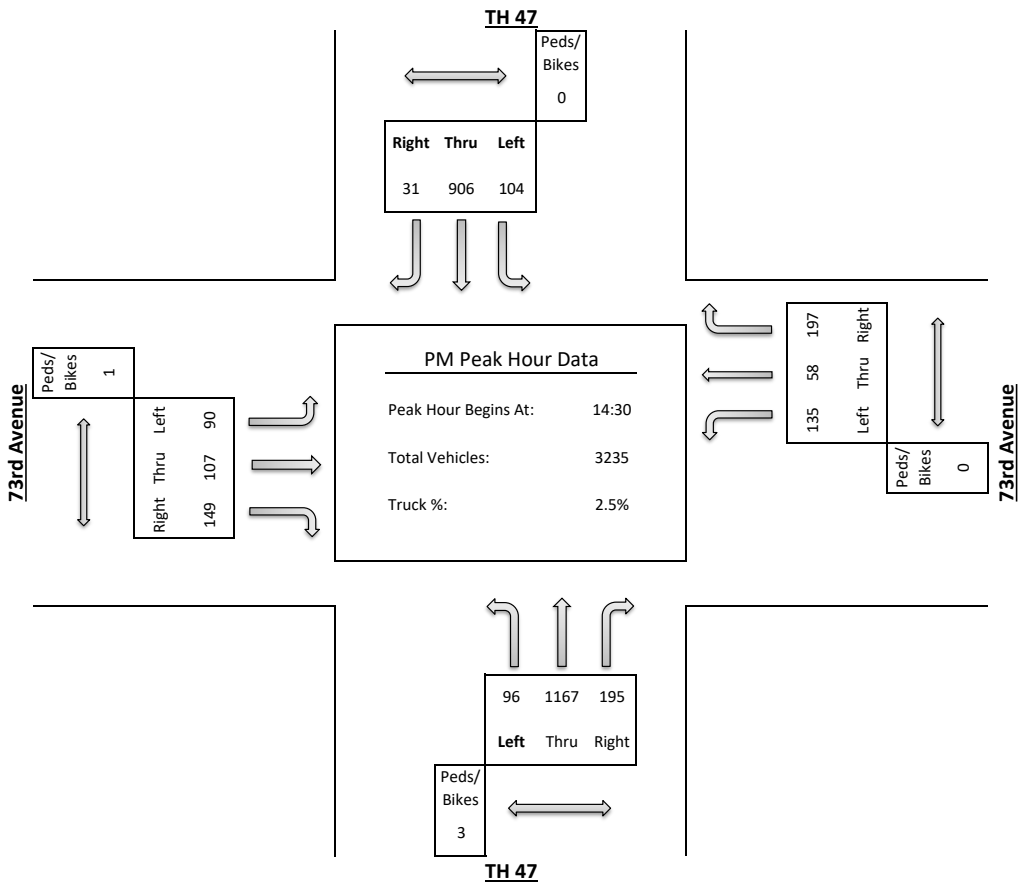 TH 47
Peds/
Bikes
0
Right Thru Left
31 906 104
197 Right
58 Thru
135 Left
Peds/
Bikes
0
73rd Avenue
PM Peak Hour Data
Peak Hour Begins At: 14:30
Total Vehicles: 3235
Truck %: 2.5%
73rd Avenue
Peds/
Bikes
1
Left 90
Thru 107
Right 149
96 1167 195
Left Thru Right
Peds/
Bikes
3
TH 47